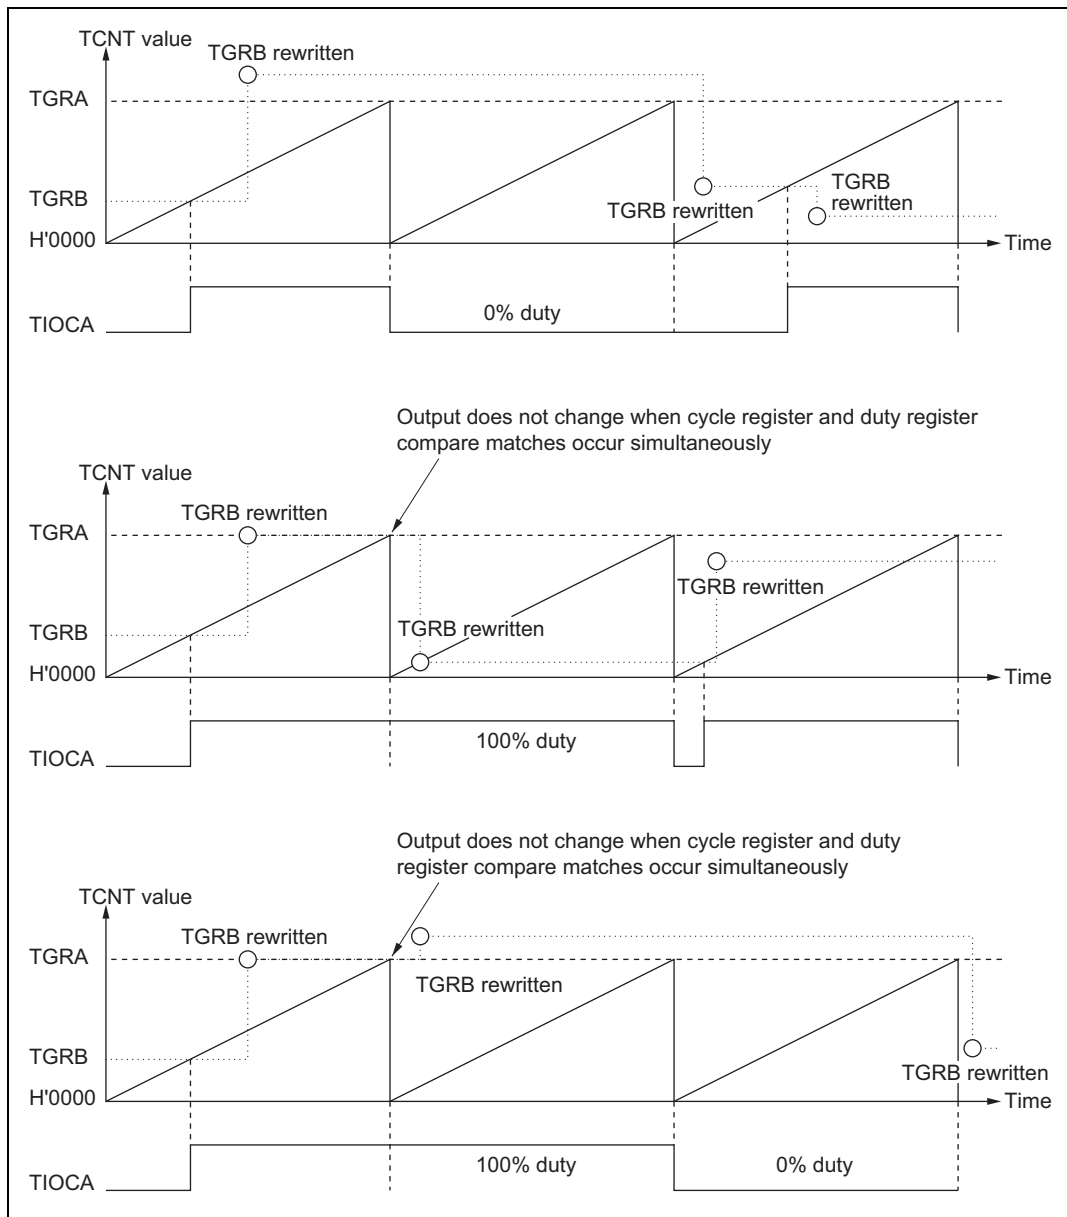 TCNT value
TGRB rewritten
TGRA
TGRB
TGRB rewritten
TGRB
rewritten
H'0000
Time
0% duty
TIOCA
Output does not change when cycle register and duty register
compare matches occur simultaneously
TCNT value
TGRB rewritten
TGRA
TGRB rewritten
TGRB
TGRB rewritten
H'0000
Time
100% duty
TIOCA
Output does not change when cycle register and duty
register compare matches occur simultaneously
TCNT value
TGRB rewritten
TGRA
TGRB rewritten
TGRB
TGRB rewritten
H'0000
Time
100% duty
0% duty
TIOCA